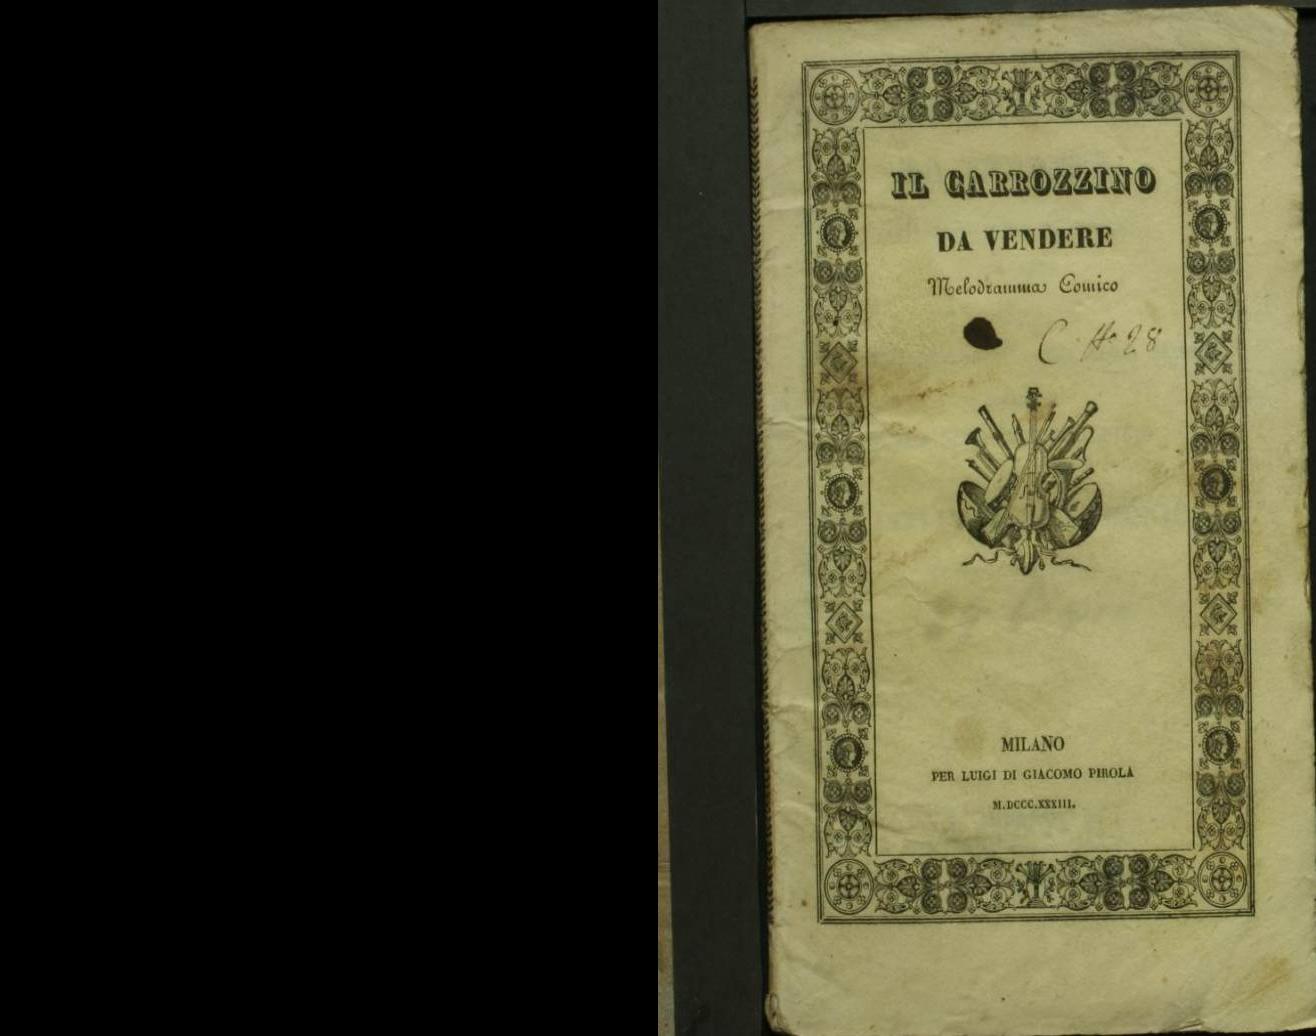 IL CARROZZINO
DA VENDERE
Melodramma Comico
28
MILANO
PER LUIGI DI GIACOMO PIROLA
M.DCCC.XXXIII.